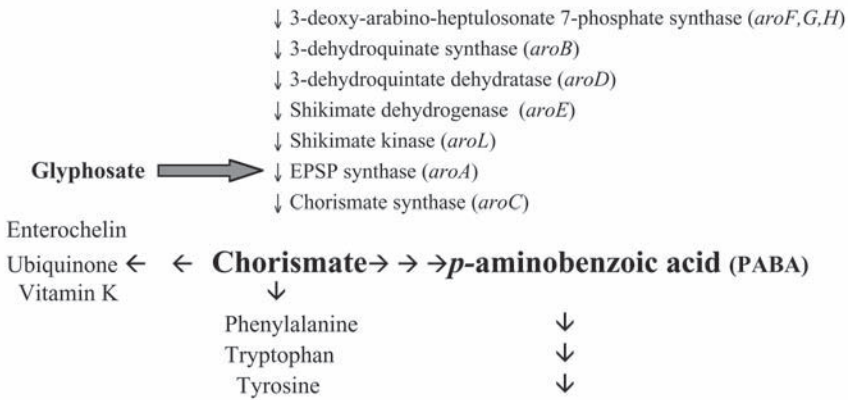 ↓ 3-deoxy-arabino-heptulosonate 7-phosphate synthase (aroF,G,H)
↓ 3-dehydroquinate synthase (aroB)
↓ 3-dehydroquintate dehydratase (aroD)
↓ Shikimate dehydrogenase (aroE)
↓ Shikimate kinase (aroL)
Glyphosate ↓ EPSP synthase (aroA)
↓ Chorismate synthase (aroC)
Enterochelin
Ubiquinone ← ← Chorismate→ → →p-aminobenzoic acid (PABA)
Vitamin K ↓
Phenylalanine ↓
Tryptophan ↓
Tyrosine ↓